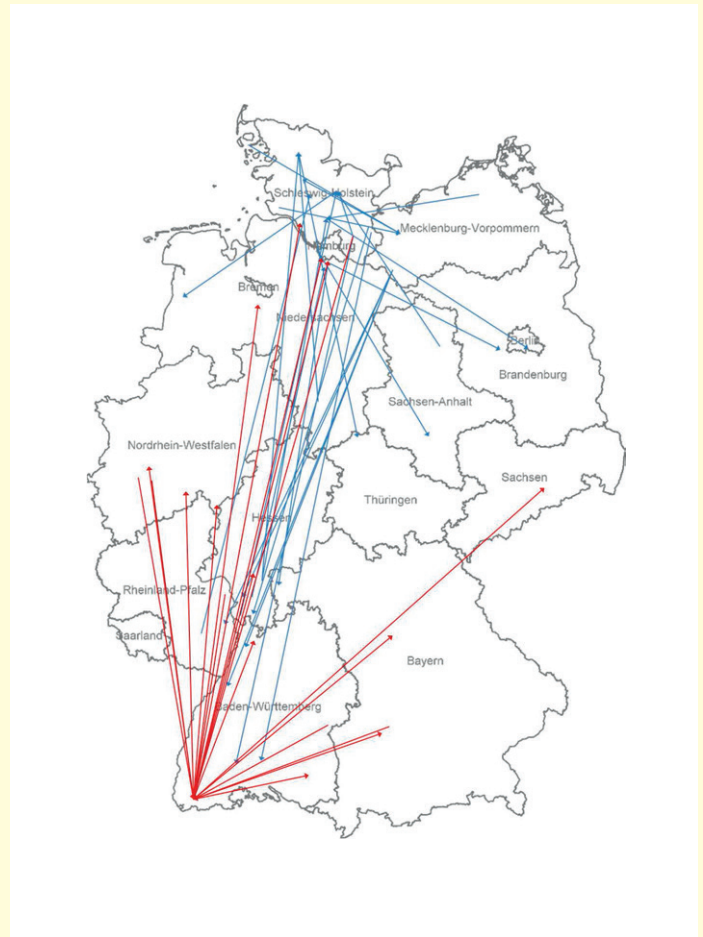 Schleswig-Holstein
Mecklenburg-Vorpommern
Hamburg
Bremen
Niedersachsen
Berlin
Brandenburg
Sachsen-Anhalt
Nordrhein-Westfalen
Sachsen
Thüringen
Hessen
Rheinland-Pfalz
Saarland
Bayern
Baden-Württemberg